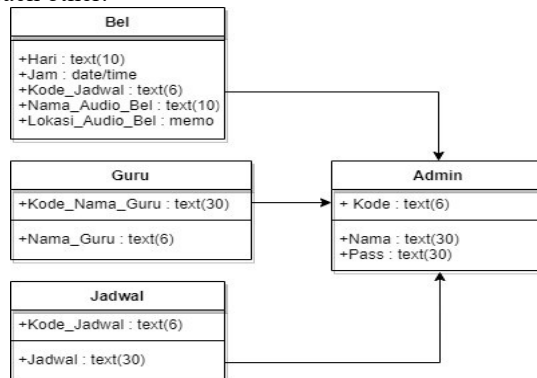 Bel
+Hari : text(10)
+Jam : date/time
+Kode_Jadwal : text(6)
+Nama_Audio_Bel : text(10)
+Lokasi_Audio_Bel : memo
Guru
+Kode_Nama_Guru : text(30)
+Nama_Guru : text(6)
Admin
+ Kode : text(6)
+Nama : text(30)
+Pass : text(30)
Jadwal
+Kode_Jadwal : text(6)
+Jadwal : text(30)